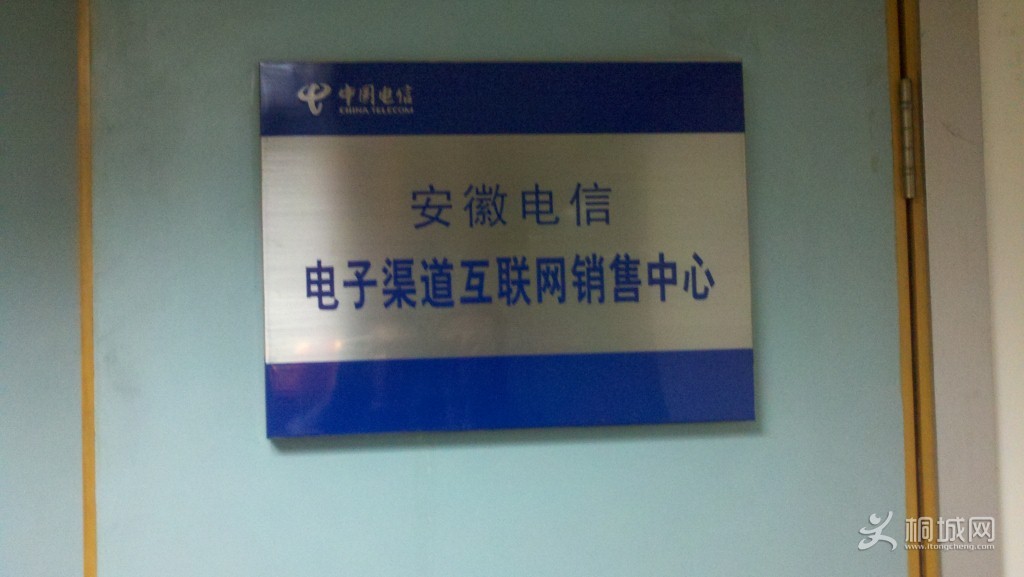 中国电信
CHINA TELECOM
安徽电信
电子渠道互联网销售中心
桐城网
www.itongcheng.com